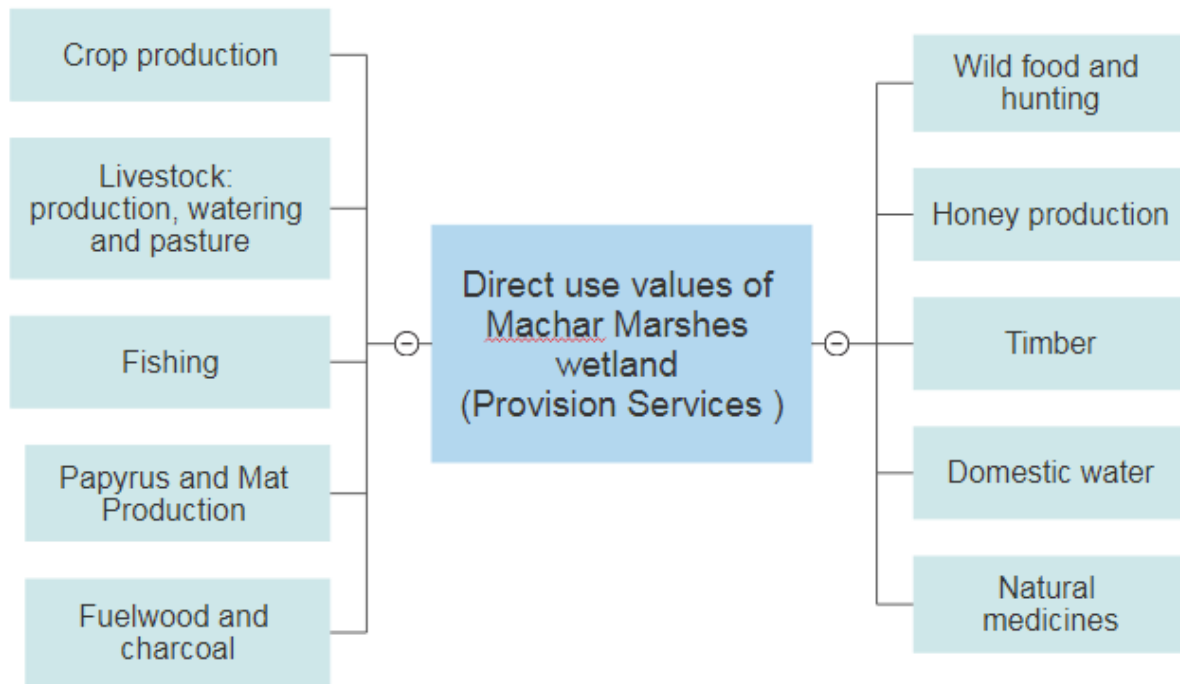 Crop production
Livestock:
production, watering
and pasture
Fishing
Papyrus and Mat
Production
Fuelwood and
charcoal
Direct use values of
Machar Marshes
wetland
(Provision Services )
Wild food and
hunting
Honey production
Timber
Domestic water
Natural
medicines